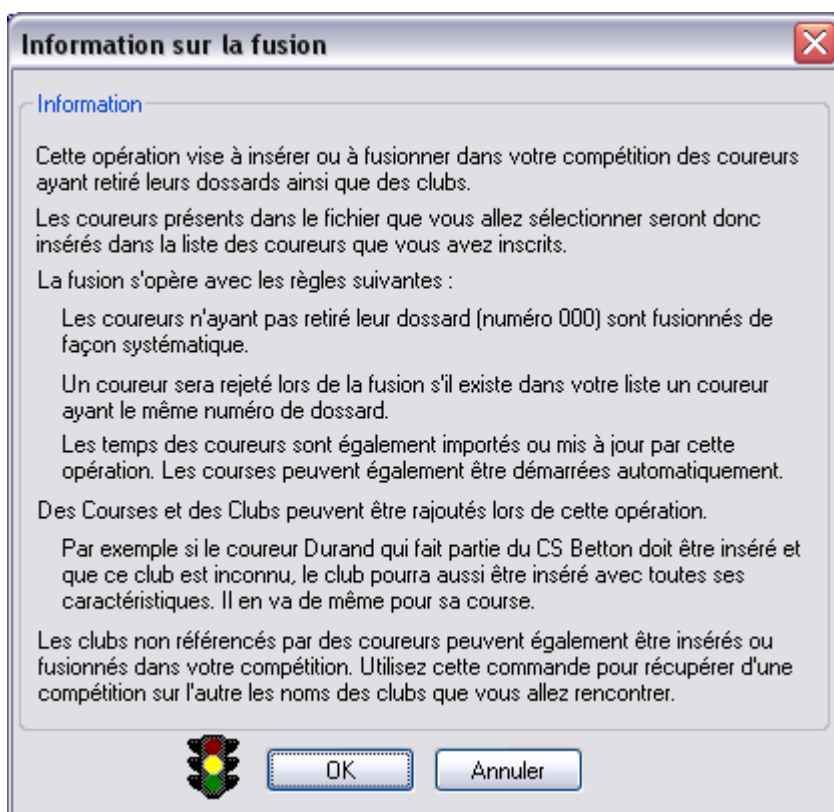 Information sur la fusion
Information
Cette opération vise à insérer ou à fusionner dans votre compétition des coureurs
ayant retiré leurs dossards ainsi que des clubs.
Les coureurs présents dans le fichier que vous allez sélectionner seront donc
insérés dans la liste des coureurs que vous avez inscrits.
La fusion s'opère avec les règles suivantes :
Les coureurs n'ayant pas retiré leur dossard (numéro 000) sont fusionnés de
façon systématique.
Un coureur sera rejeté lors de la fusion s'il existe dans votre liste un coureur
ayant le même numéro de dossard.
Les temps des coureurs sont également importés ou mis à jour par cette
opération. Les courses peuvent également être démarrées automatiquement.
Des Courses et des Clubs peuvent être rajoutés lors de cette opération.
Par exemple si le coureur Durand qui fait partie du CS Betton doit être inséré et
que ce club est inconnu, le club pourra aussi être inséré avec toutes ses
caractéristiques. Il en va de même pour sa course.
Les clubs non référencés par des coureurs peuvent également être insérés ou
fusionnés dans votre compétition. Utilisez cette commande pour récupérer d'une
compétition sur l'autre les noms des clubs que vous allez rencontrer.
OK
Annuler